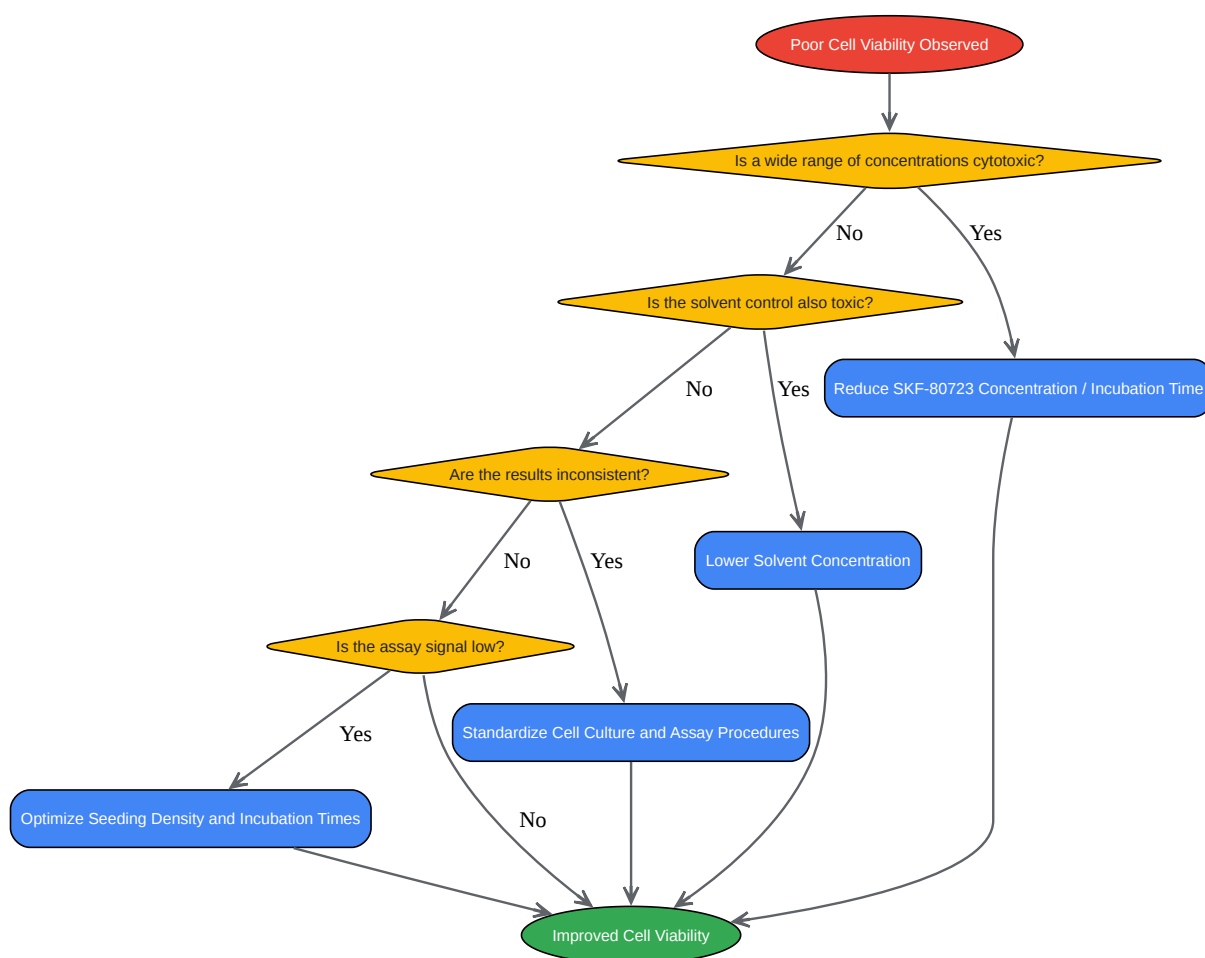 Poor Cell Viability Observed
Is a wide range of concentrations cytotoxic?
No
Yes
Is the solvent control also toxic?
No
Yes
Reduce SKF-80723 Concentration / Incubation Time
Are the results inconsistent?
No
Yes
Lower Solvent Concentration
Is the assay signal low?
Yes
No
Standardize Cell Culture and Assay Procedures
Optimize Seeding Density and Incubation Times
Improved Cell Viability